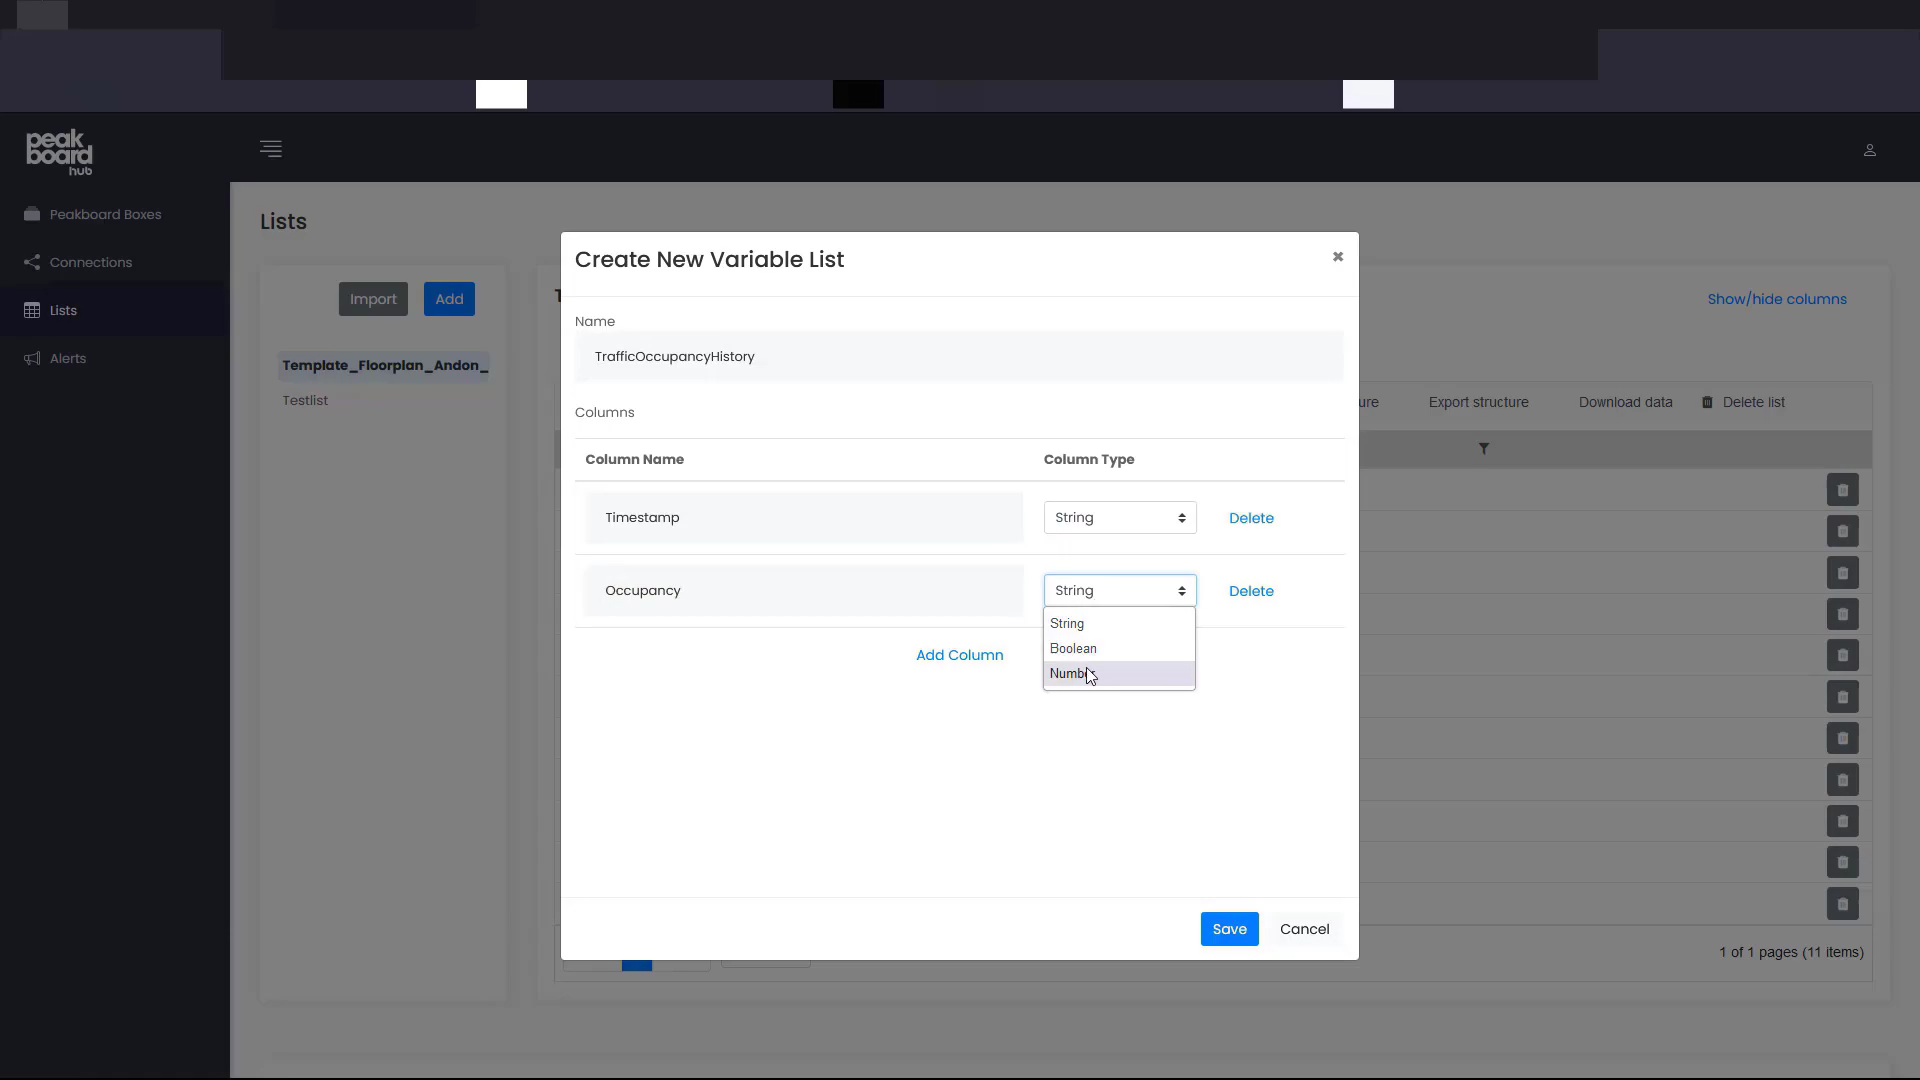 peak
board
hub
Peakboard Boxes
Connections
Lists
Alerts
Lists
Import
Add
Template_Floorplan_Andon_
Testlist
Show/hide columns
Export structure
Download data
Delete list
1 of 1 pages (11 items)
Create New Variable List
Name
TrafficOccupancyHistory
Columns
Column Name
Column Type
Timestamp
String
Delete
Occupancy
String
Delete
String
Boolean
Number
Add Column
Save
Cancel